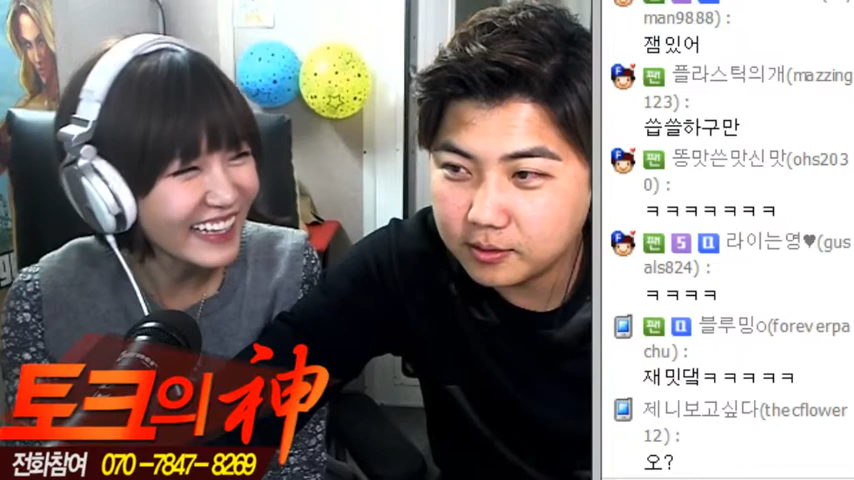 토크의神
전화참여 070-7847-8269
man9888) :
잼있어
플라스틱의개(mazzing
123) :
씁쓸하구만
똥맛쓴맛신맛(ohs203
0) :
ㅋㅋㅋㅋㅋㅋㅋ
라이는영♥(gus
als824) :
ㅋㅋㅋㅋ
블루밍o(foreverpa
chu) :
재밋댘ㅋㅋㅋㅋㅋ
제니보고싶다(thecflower
12) :
오?